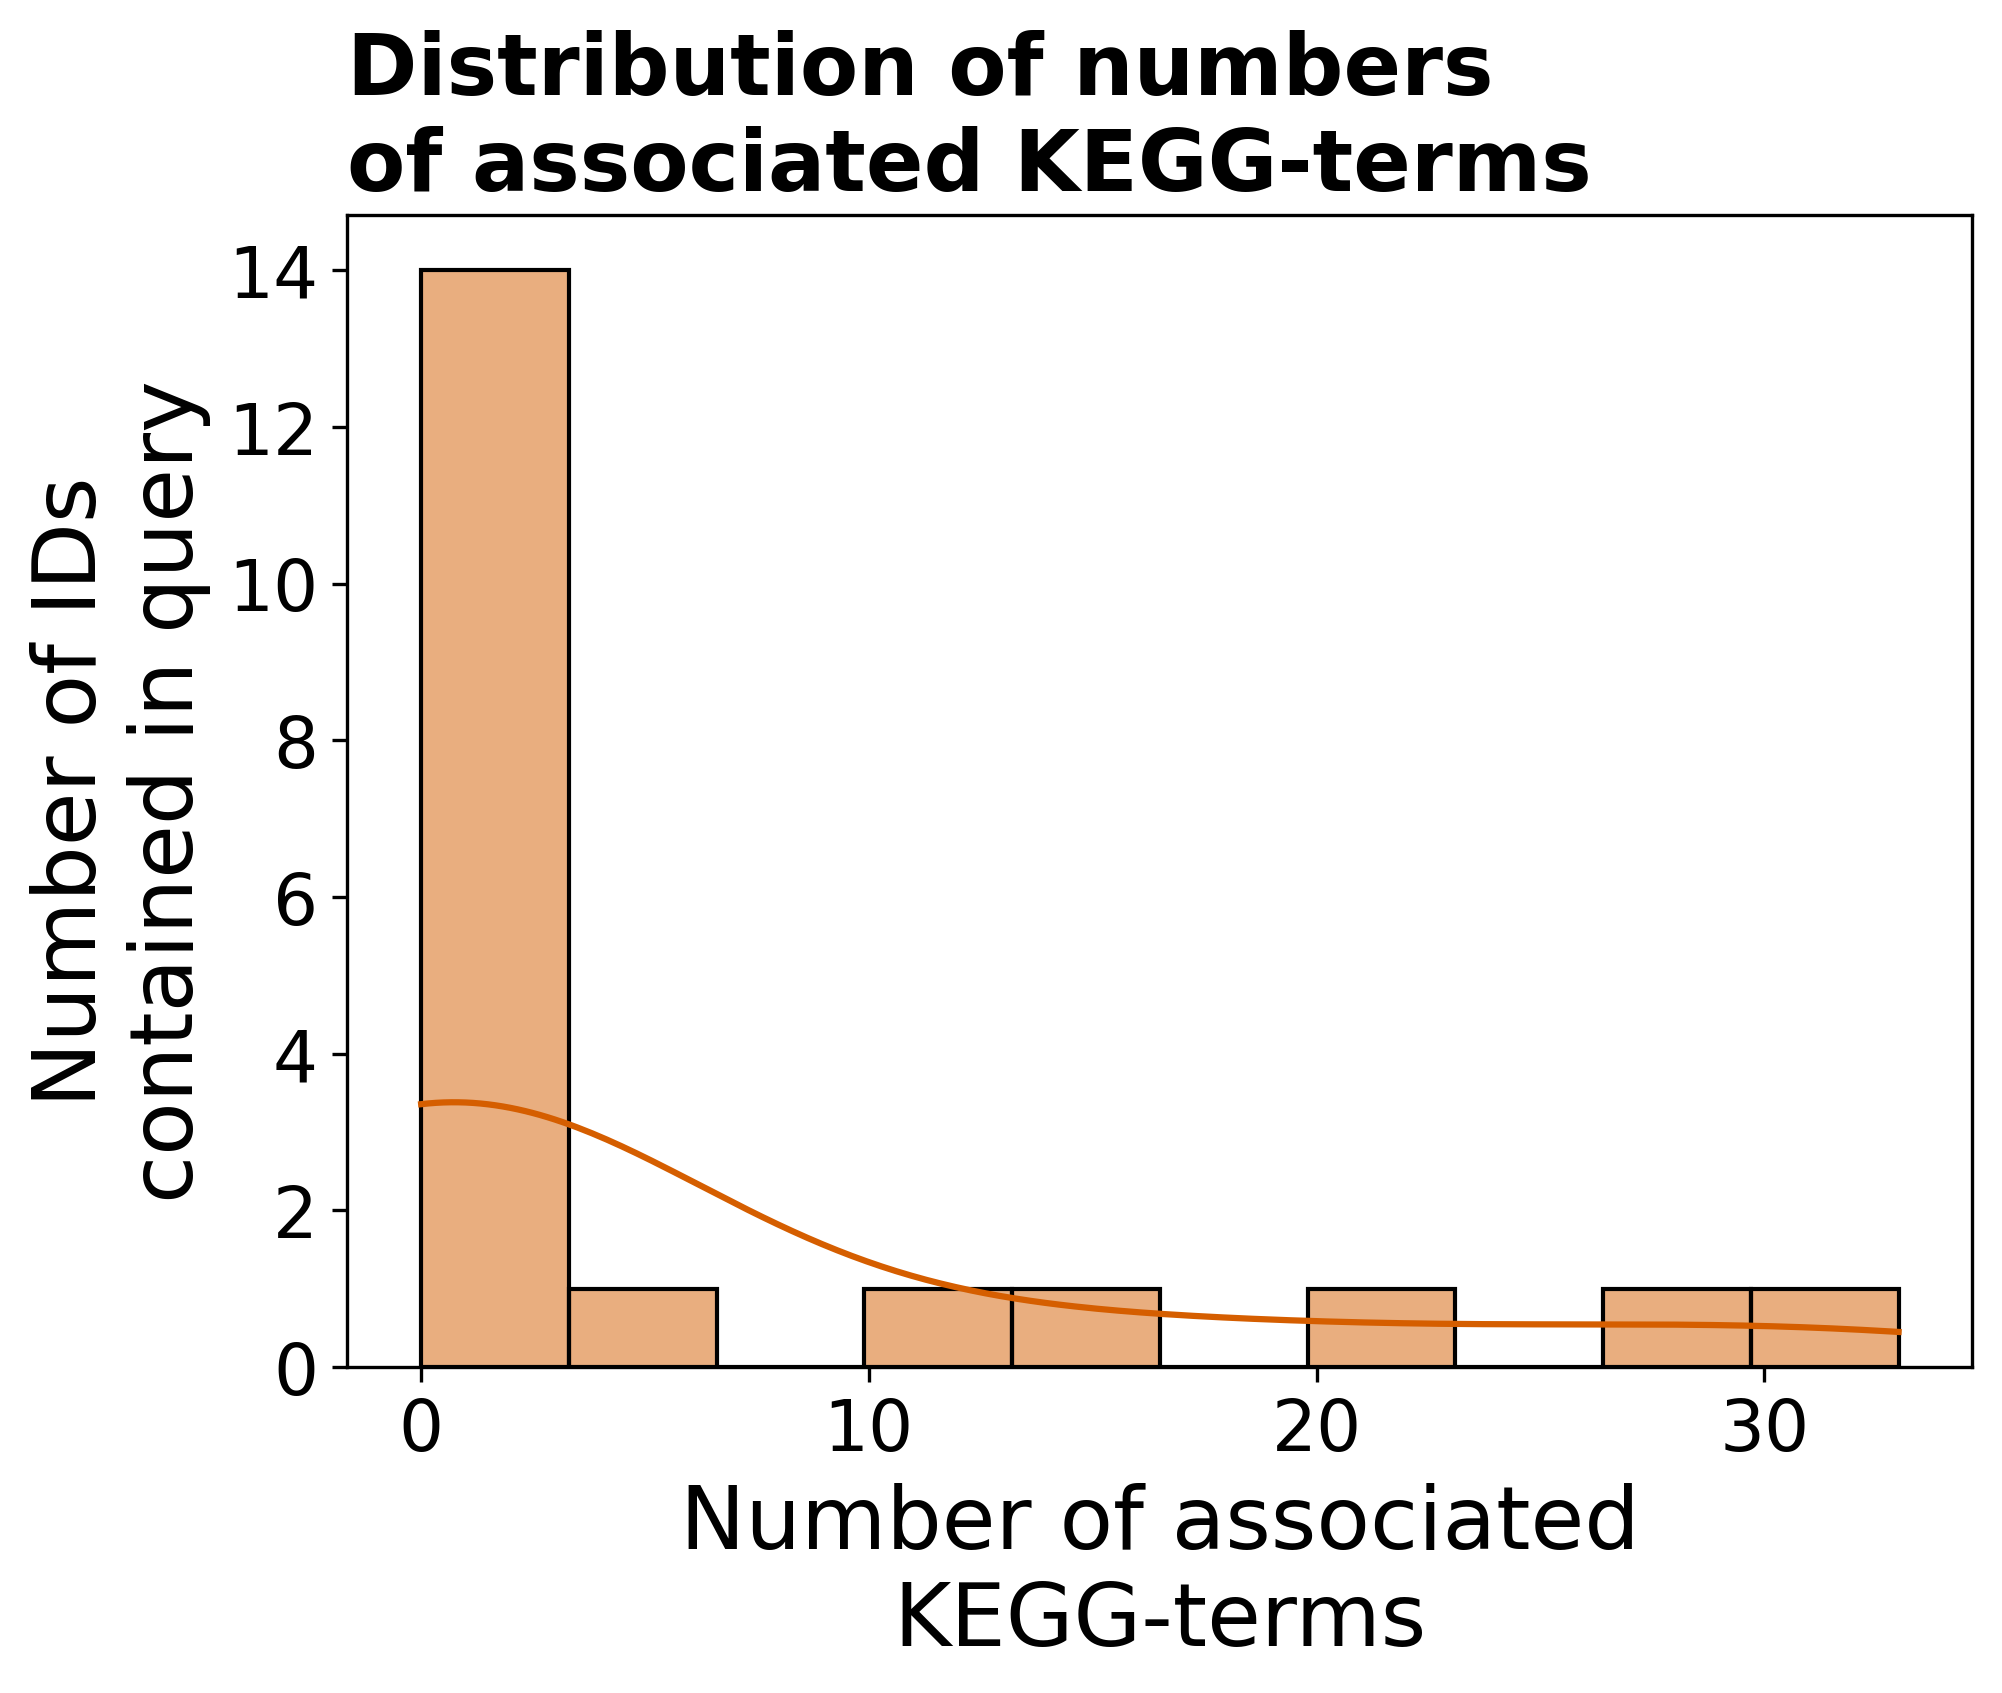 Distribution of numbers
of associated KEGG-terms
Number of IDs
contained in query
14
12
10
8
6
4
2
0
0 10 20 30
Number of associated
KEGG-terms